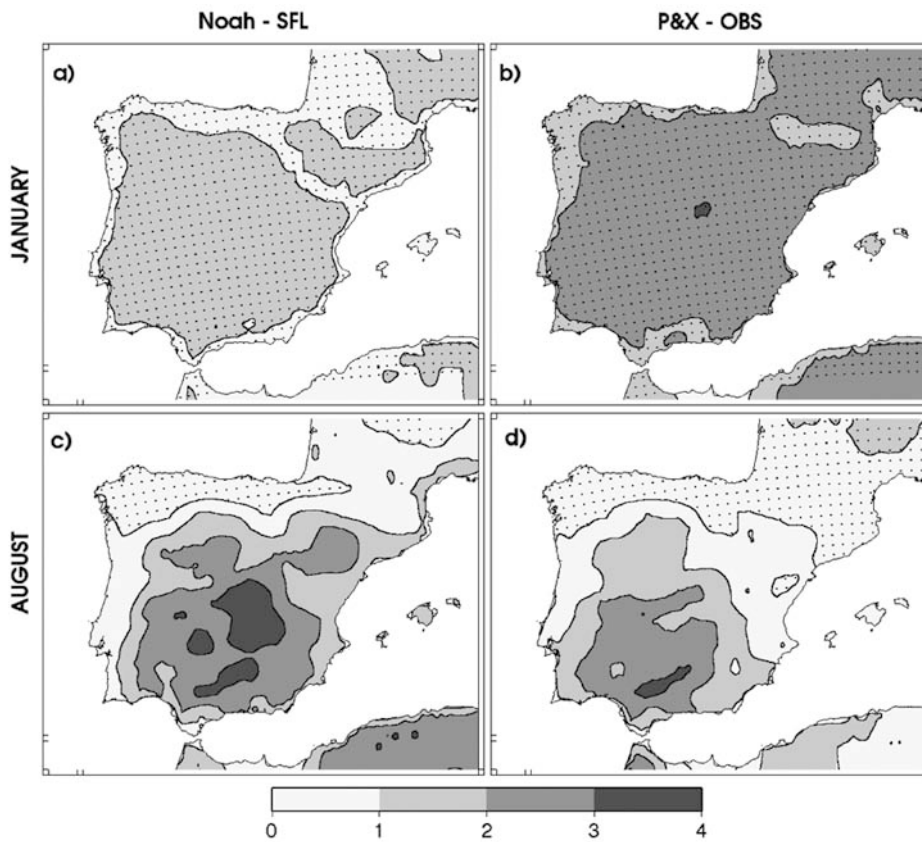 Noah - SFL
P&X - OBS
JANUARY
a)
b)
AUGUST
c)
d)
0 1 2 3 4